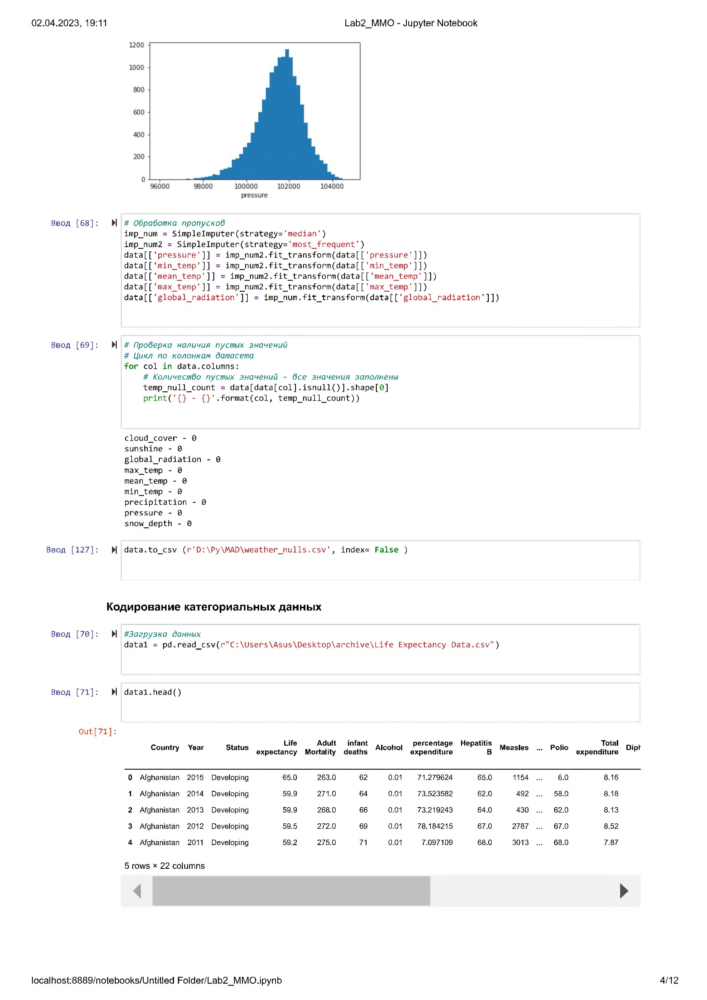 02.04.2023, 19:11 Lab2_MMO - Jupyter Notebook
1200
1000
800
600
400
200
0
96000 98000 100000 102000 104000
pressure
Ввод [68]:
# Обработка пропусков
imp_num = SimpleImputer(strategy='median')
imp_num2 = SimpleImputer(strategy='most_frequent')
data[['pressure']] = imp_num2.fit_transform(data[['pressure']])
data[['min_temp']] = imp_num2.fit_transform(data[['min_temp']])
data[['mean_temp']] = imp_num2.fit_transform(data[['mean_temp']])
data[['max_temp']] = imp_num2.fit_transform(data[['max_temp']])
data[['global_radiation']] = imp_num.fit_transform(data[['global_radiation']])
Ввод [69]:
# Проверка наличия пустых значений
# Цикл по колонкам датасета
for col in data.columns:
    # Количество пустых значений - все значения заполнены
    temp_null_count = data[data[col].isnull()].shape[0]
    print('{} - {}'.format(col, temp_null_count))
cloud_cover - 0
sunshine - 0
global_radiation - 0
max_temp - 0
mean_temp - 0
min_temp - 0
precipitation - 0
pressure - 0
snow_depth - 0
Ввод [127]:
data.to_csv (r'D:\Py\MAD\weather_nulls.csv', index= False )
Кодирование категориальных данных
Ввод [70]:
#Загрузка данных
data1 = pd.read_csv(r"C:\Users\Asus\Desktop\archive\Life Expectancy Data.csv")
Ввод [71]:
data1.head()
Out[71]:
Country Year Status Life expectancy Adult Mortality infant deaths Alcohol percentage expenditure Hepatitis B Measles ... Polio Total expenditure Diph
0 Afghanistan 2015 Developing 65.0 263.0 62 0.01 71.279624 65.0 1154 ... 6.0 8.16
1 Afghanistan 2014 Developing 59.9 271.0 64 0.01 73.523582 62.0 492 ... 58.0 8.18
2 Afghanistan 2013 Developing 59.9 268.0 66 0.01 73.219243 64.0 430 ... 62.0 8.13
3 Afghanistan 2012 Developing 59.5 272.0 69 0.01 78.184215 67.0 2787 ... 67.0 8.52
4 Afghanistan 2011 Developing 59.2 275.0 71 0.01 7.097109 68.0 3013 ... 68.0 7.87
5 rows × 22 columns
localhost:8889/notebooks/Untitled Folder/Lab2_MMO.ipynb 4/12